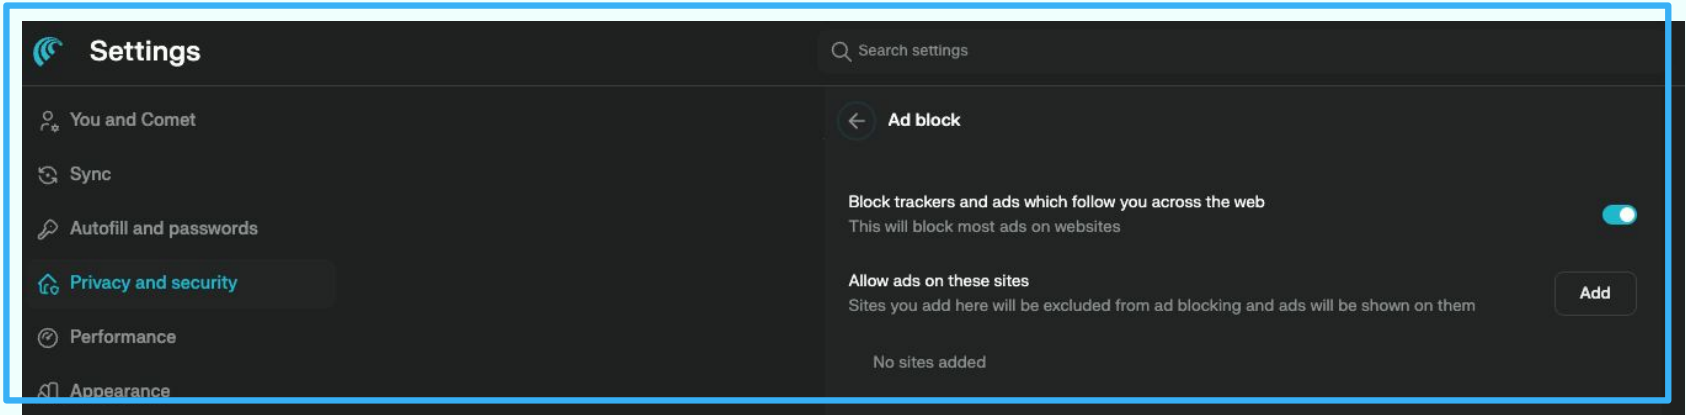 Settings
Search settings
You and Comet
Sync
Autofill and passwords
Privacy and security
Performance
Appearance
Ad block
Block trackers and ads which follow you across the web
This will block most ads on websites
Allow ads on these sites
Sites you add here will be excluded from ad blocking and ads will be shown on them
Add
No sites added